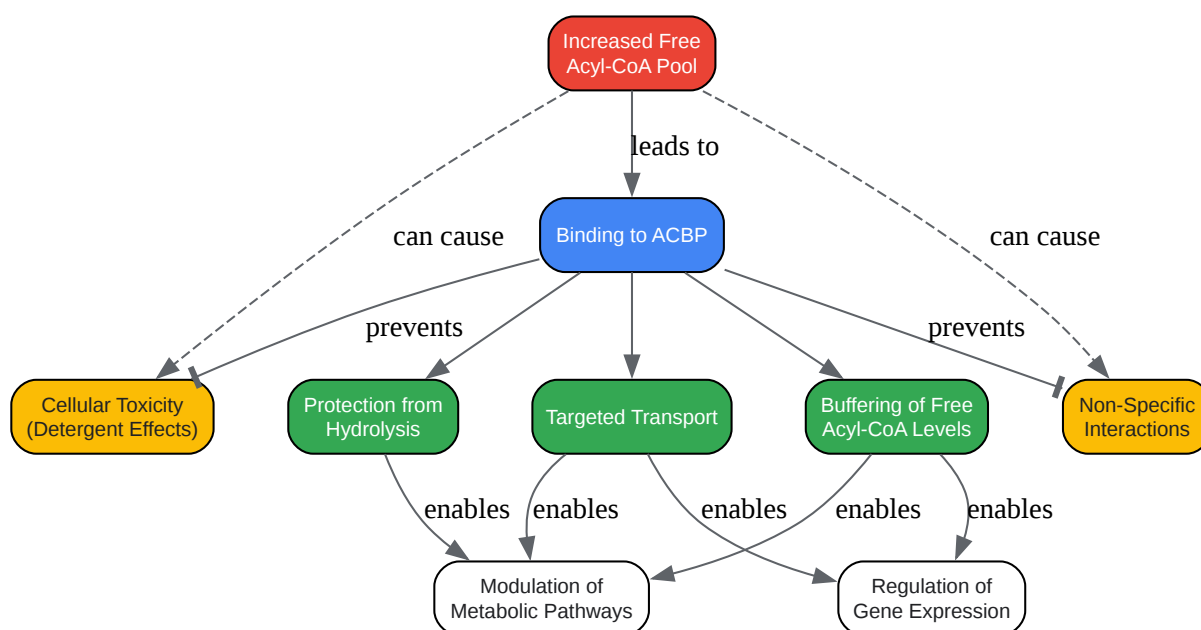 Increased Free
Acyl-CoA Pool
leads to
can cause
Binding to ACBP
can cause
prevents
prevents
Cellular Toxicity
(Detergent Effects)
Protection from
Hydrolysis
Targeted Transport
Buffering of Free
Acyl-CoA Levels
Non-Specific
Interactions
enables
enables
enables
enables
enables
Modulation of
Metabolic Pathways
Regulation of
Gene Expression